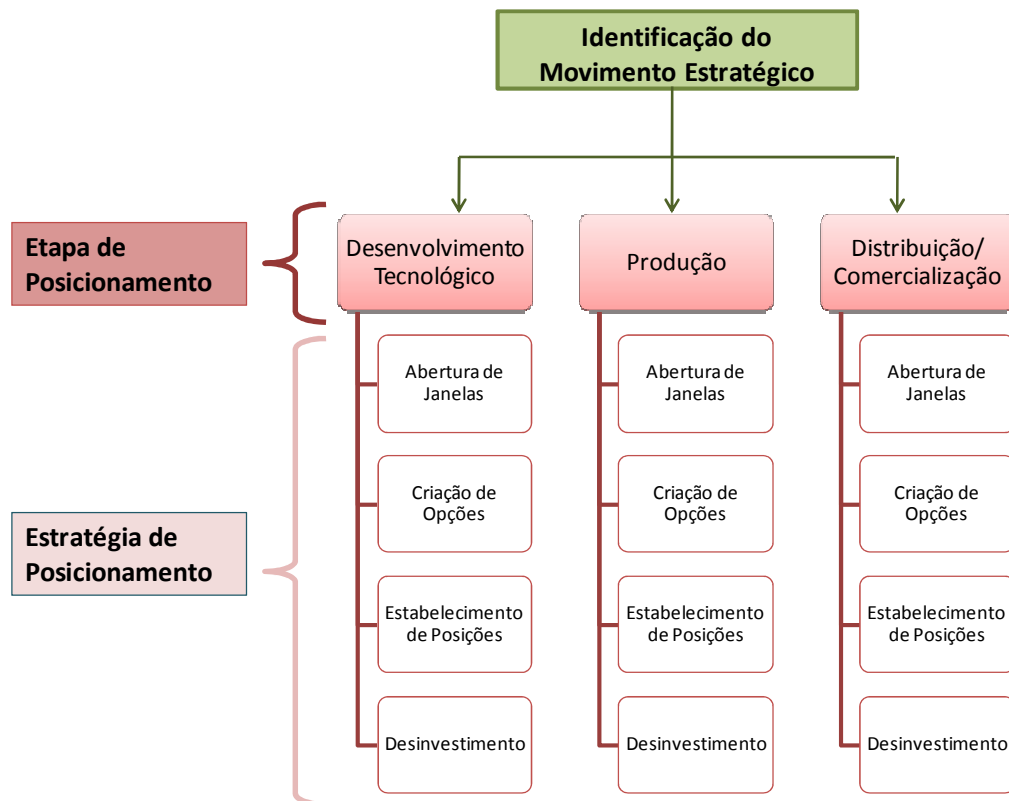 Identificação do
Movimento Estratégico
Etapa de
Posicionamento
Desenvolvimento
Tecnológico
Produção
Distribuição/
Comercialização
Estratégia de
Posicionamento
Abertura de
Janelas
Abertura de
Janelas
Abertura de
Janelas
Criação de
Opções
Criação de
Opções
Criação de
Opções
Estabelecimento
de Posições
Estabelecimento
de Posições
Estabelecimento
de Posições
Desinvestimento
Desinvestimento
Desinvestimento